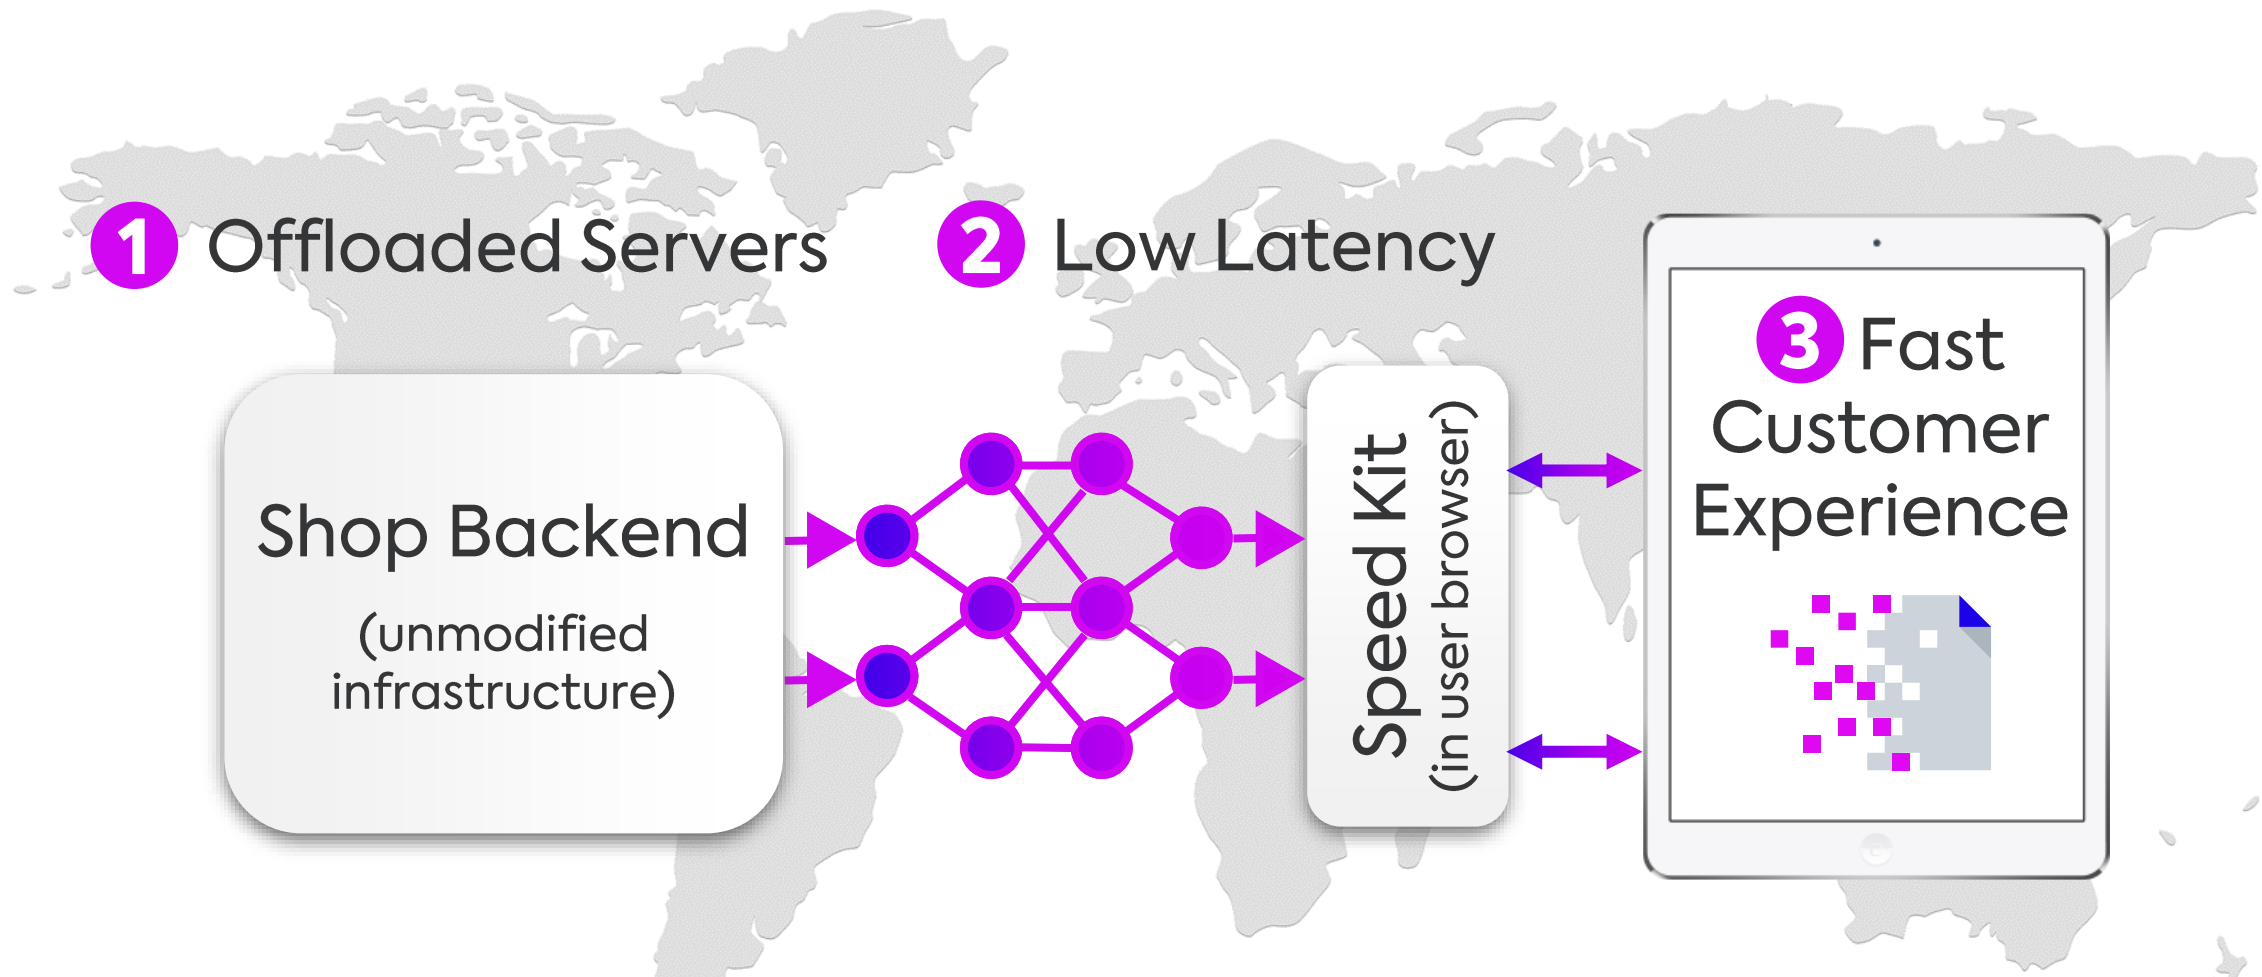 1 Offloaded Servers
2 Low Latency
Shop Backend
(unmodified
infrastructure)
Speed Kit
(in user browser)
3 Fast
Customer
Experience